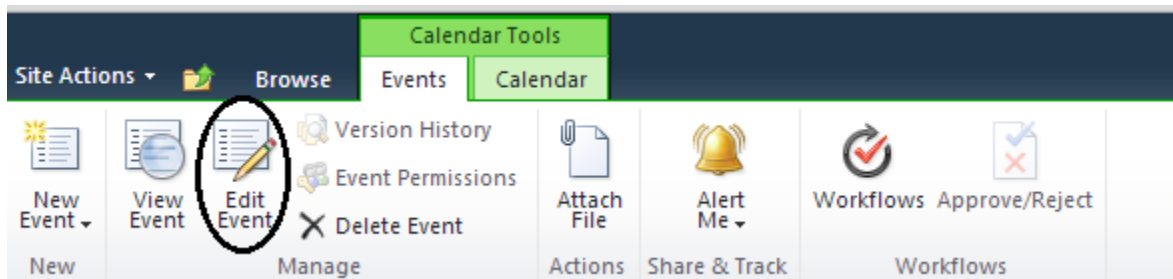 Calendar Tools
Site Actions Browse Events Calendar
Version History
Event Permissions
Delete Event
New Event
View Event
Edit Event
Attach File
Alert Me
Workflows
Approve/Reject
New
Manage
Actions
Share & Track
Workflows